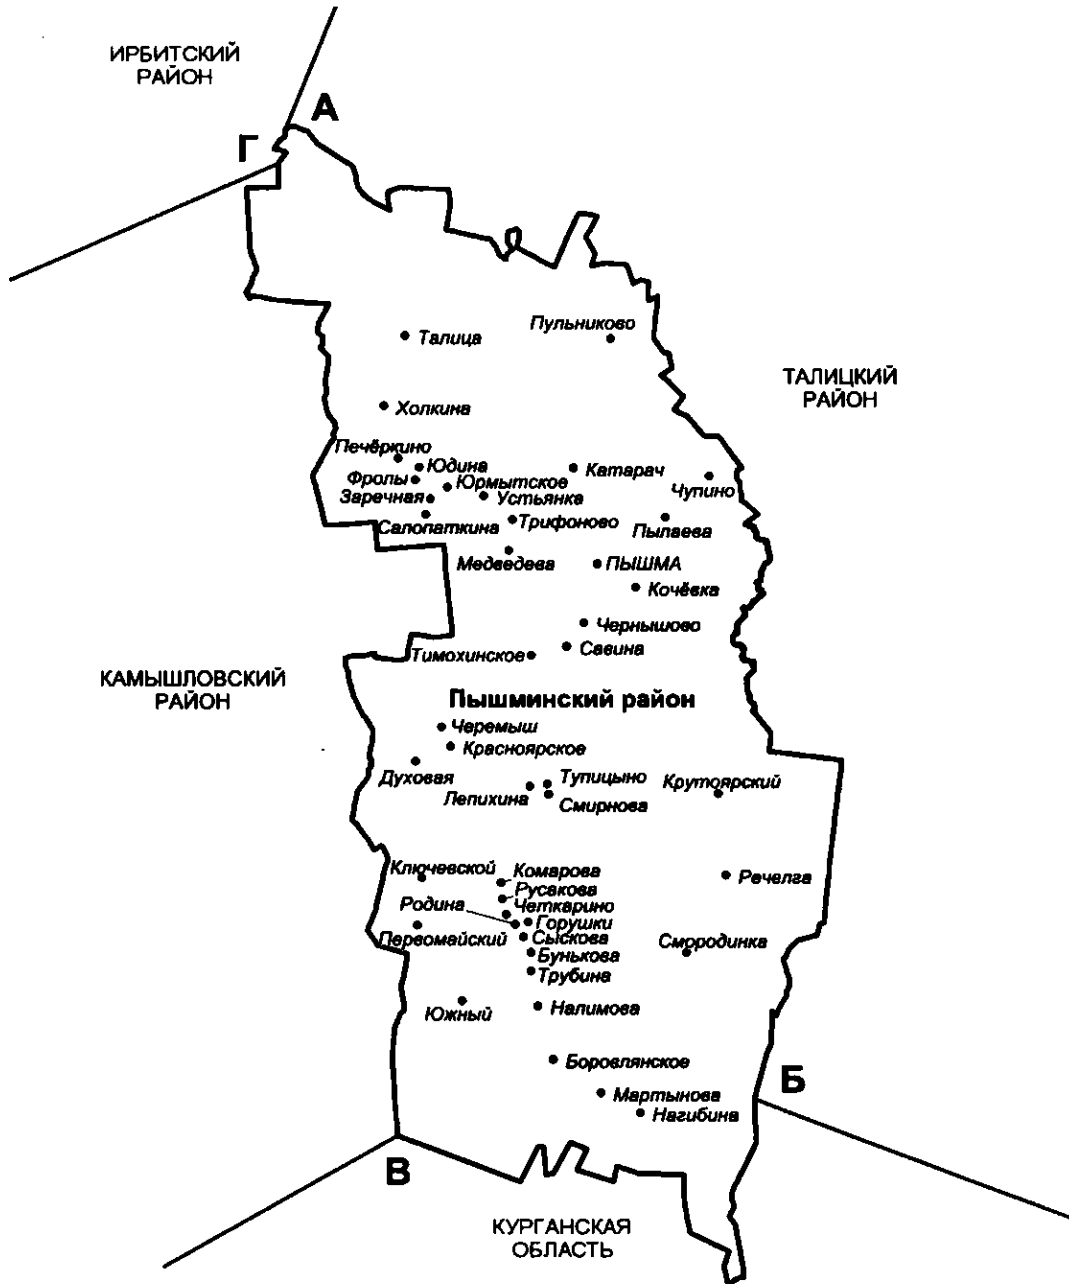 ИРБИТСКИЙ
РАЙОН
А
Г
Талица
Пульниково
ТАЛИЦКИЙ
РАЙОН
Холкина
Печёркино
Юдина
Катарач
Фролы
Юрмытское
Чупино
Заречная
Устьянка
Салопаткина
Трифоново
Пылаева
Медведева
ПЫШМА
Кочёвка
Чернышово
Савина
Тимохинское
КАМЫШЛОВСКИЙ
РАЙОН
Пышминский район
Черемыш
Красноярское
Духовая
Тупицыно
Крутоярский
Лепихина
Смирнова
Ключевской
Комарова
Речелга
Русакова
Родина
Четкарино
Горушки
Первомайский
Сыскова
Смородинка
Бунькова
Трубина
Южный
Налимова
Боровлянское
Б
Мартынова
Нагибина
В
КУРГАНСКАЯ
ОБЛАСТЬ